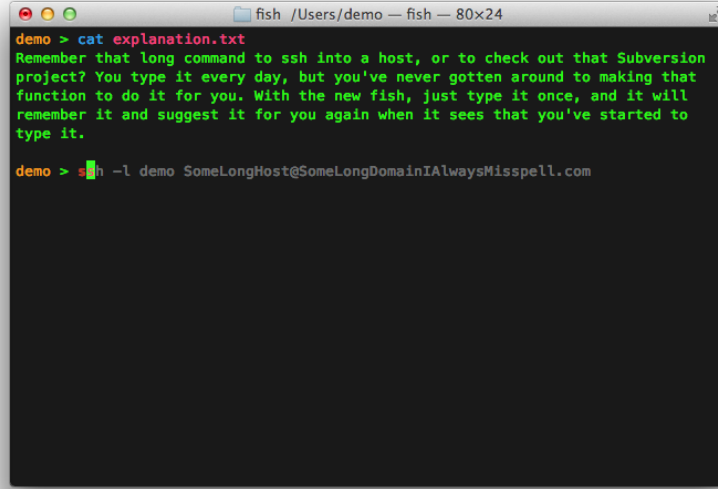 fish  /Users/demo — fish — 80×24
demo > cat explanation.txt
Remember that long command to ssh into a host, or to check out that Subversion
project? You type it every day, but you've never gotten around to making that
function to do it for you. With the new fish, just type it once, and it will
remember it and suggest it for you again when it sees that you've started to
type it.
demo > ssh -l demo SomeLongHost@SomeLongDomainIAlwaysMisspell.com